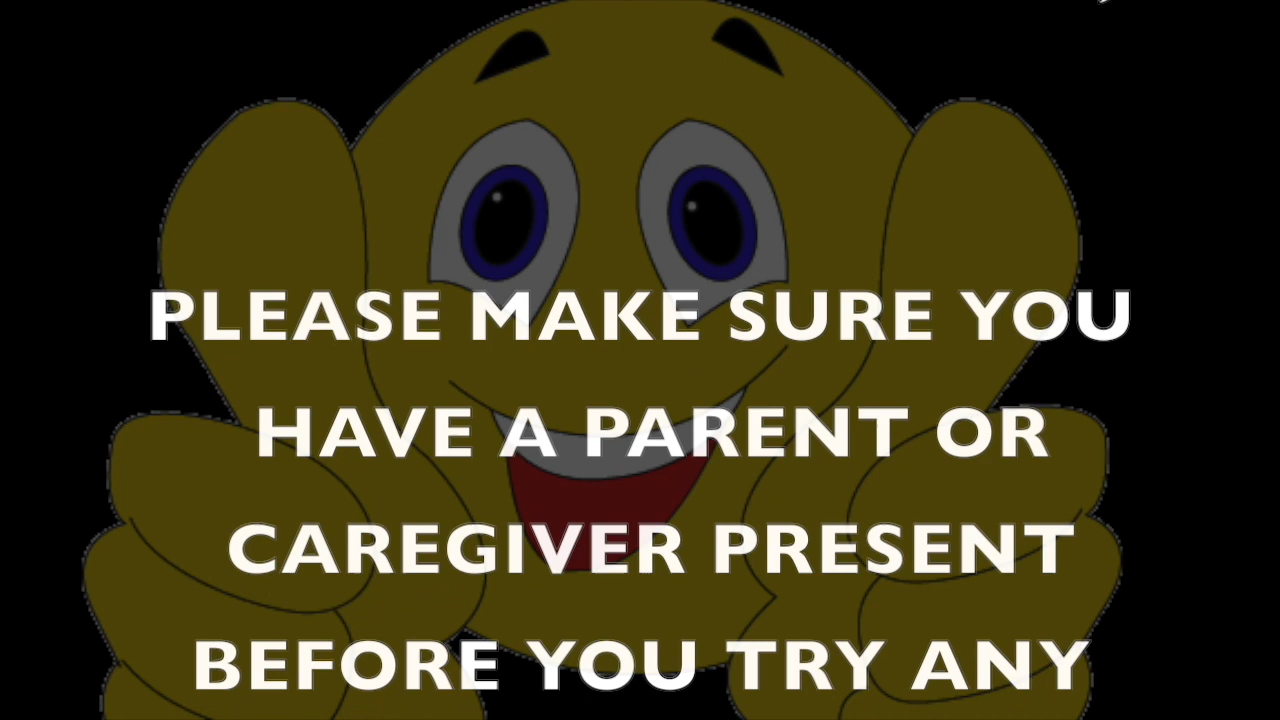 PLEASE MAKE SURE YOU
HAVE A PARENT OR
CAREGIVER PRESENT
BEFORE YOU TRY ANY